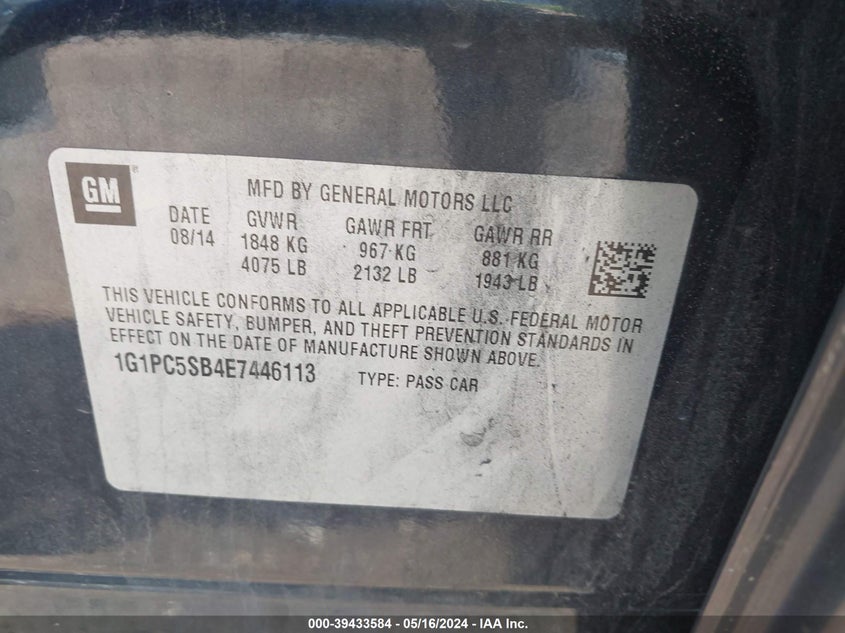 GM
MFD BY GENERAL MOTORS LLC
DATE GVWR GAWR FRT GAWR RR
08/14 1848 KG 967 KG 881 KG
4075 LB 2132 LB 1943 LB
THIS VEHICLE CONFORMS TO ALL APPLICABLE U.S. FEDERAL MOTOR
VEHICLE SAFETY, BUMPER, AND THEFT PREVENTION STANDARDS IN
EFFECT ON THE DATE OF MANUFACTURE SHOWN ABOVE.
1G1PC5SB4E7446113 TYPE: PASS CAR
000-39433584 - 05/16/2024 - IAA Inc.